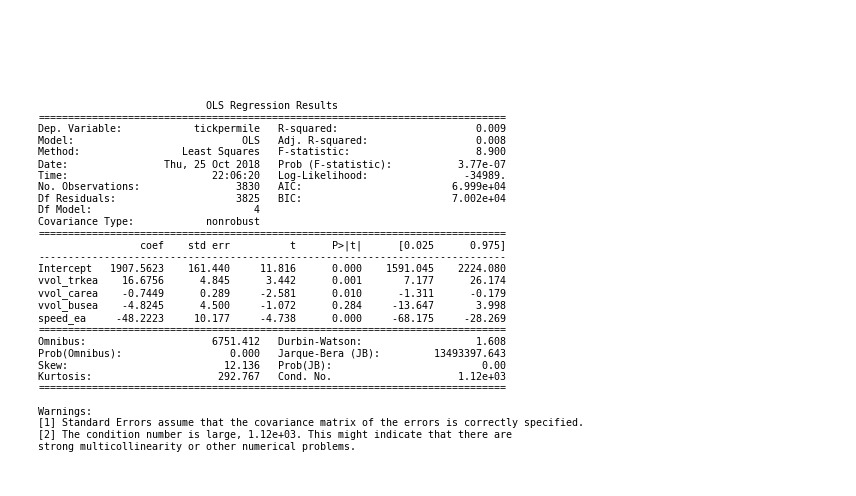 OLS Regression Results
==============================================================================
Dep. Variable:            tickpermile   R-squared:                       0.009
Model:                            OLS   Adj. R-squared:                  0.008
Method:                 Least Squares   F-statistic:                     8.900
Date:                Thu, 25 Oct 2018   Prob (F-statistic):           3.77e-07
Time:                        22:06:20   Log-Likelihood:                -34989.
No. Observations:                3830   AIC:                         6.999e+04
Df Residuals:                    3825   BIC:                         7.002e+04
Df Model:                           4
Covariance Type:            nonrobust
==============================================================================
                 coef    std err          t      P>|t|      [0.025      0.975]
------------------------------------------------------------------------------
Intercept   1907.5623    161.440     11.816      0.000    1591.045    2224.080
vvol_trkea    16.6756      4.845      3.442      0.001       7.177      26.174
vvol_carea    -0.7449      0.289     -2.581      0.010      -1.311      -0.179
vvol_busea    -4.8245      4.500     -1.072      0.284     -13.647       3.998
speed_ea     -48.2223     10.177     -4.738      0.000     -68.175     -28.269
==============================================================================
Omnibus:                     6751.412   Durbin-Watson:                   1.608
Prob(Omnibus):                  0.000   Jarque-Bera (JB):         13493397.643
Skew:                          12.136   Prob(JB):                         0.00
Kurtosis:                     292.767   Cond. No.                     1.12e+03
==============================================================================

Warnings:
[1] Standard Errors assume that the covariance matrix of the errors is correctly specified.
[2] The condition number is large, 1.12e+03. This might indicate that there are
strong multicollinearity or other numerical problems.